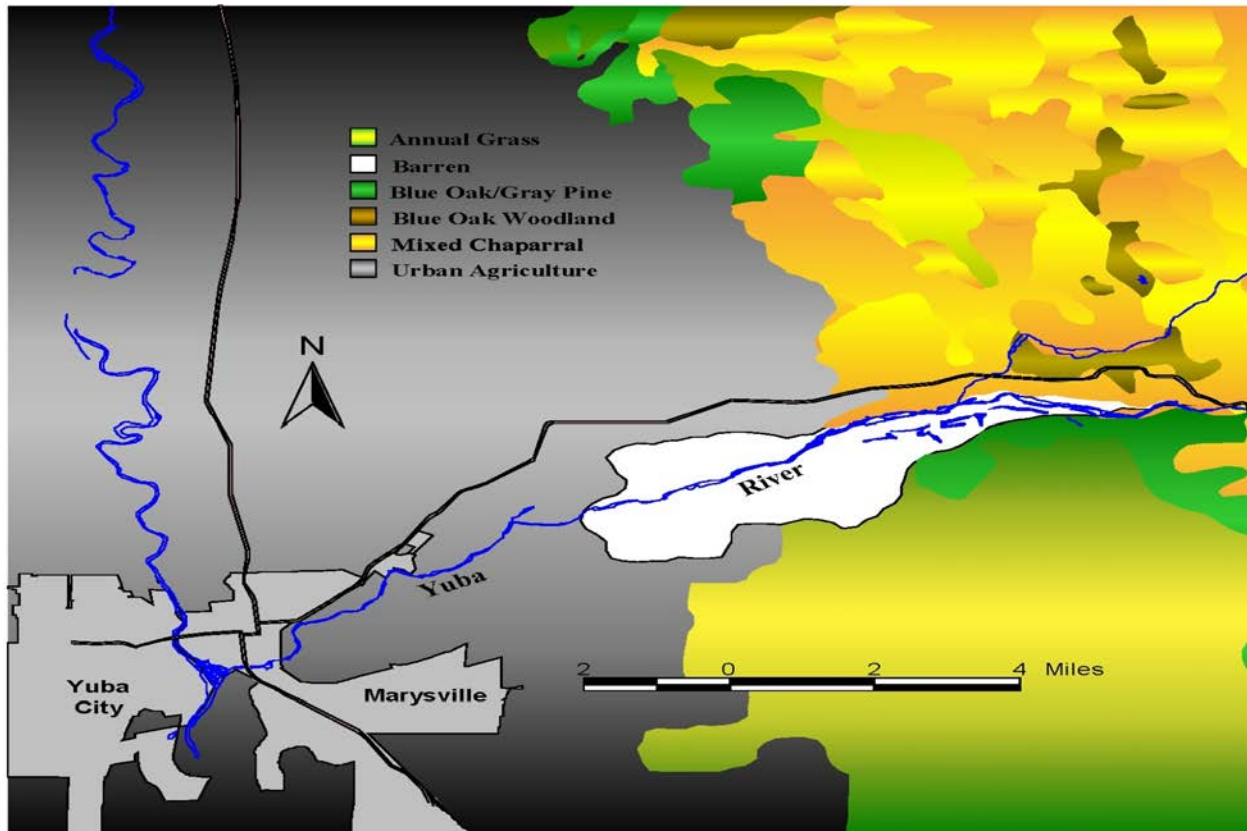 Annual Grass
Barren
Blue Oak/Gray Pine
Blue Oak Woodland
Mixed Chaparral
Urban Agriculture
N
River
Yuba
2 0 2 4 Miles
Yuba
City
Marysville